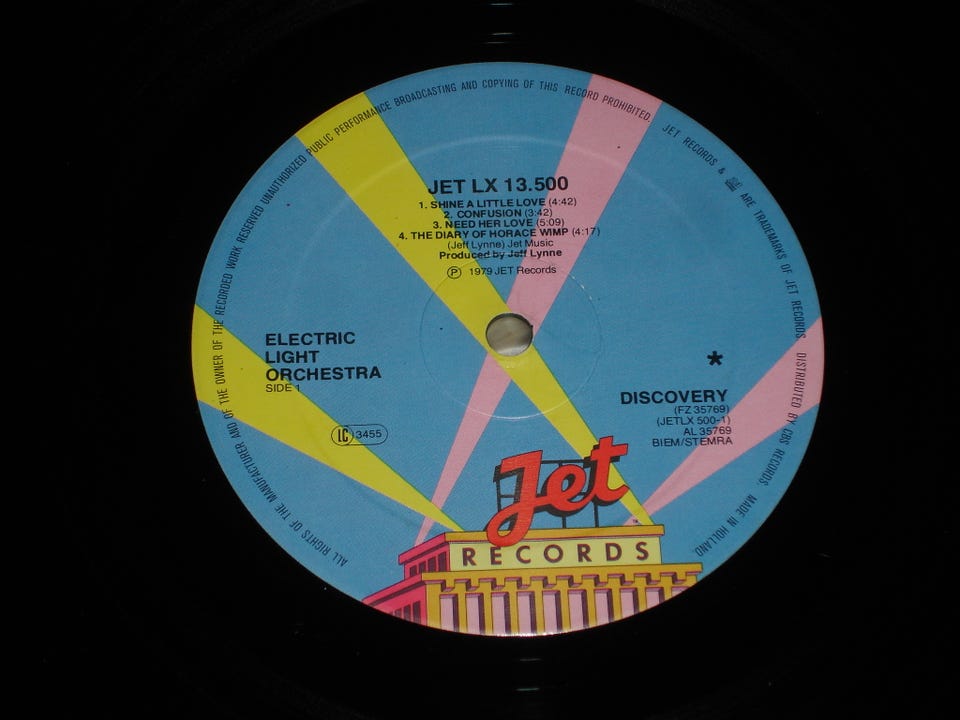 ALL RIGHTS OF THE MANUFACTURER AND OF THE OWNER OF THE RECORDED WORK RESERVED UNAUTHORIZED PUBLIC PERFORMANCE BROADCASTING AND COPYING OF THIS RECORD PROHIBITED.
JET RECORDS & ARE TRADEMARKS OF JET RECORDS. DISTRIBUTED BY CBS RECORDS. MADE IN HOLLAND.
JET LX 13.500
1. SHINE A LITTLE LOVE (4:42)
2. CONFUSION (3:42)
3. NEED HER LOVE (5:09)
4. THE DIARY OF HORACE WIMP (4:17)
(Jeff Lynne) Jet Music
Produced by Jeff Lynne
Ⓟ 1979 JET Records
ELECTRIC
LIGHT
ORCHESTRA
SIDE 1
LC 3455
*
DISCOVERY
(FZ 35769)
(JETLX 500-1)
AL 35769
BIEM/STEMRA
Jet
TM
RECORDS